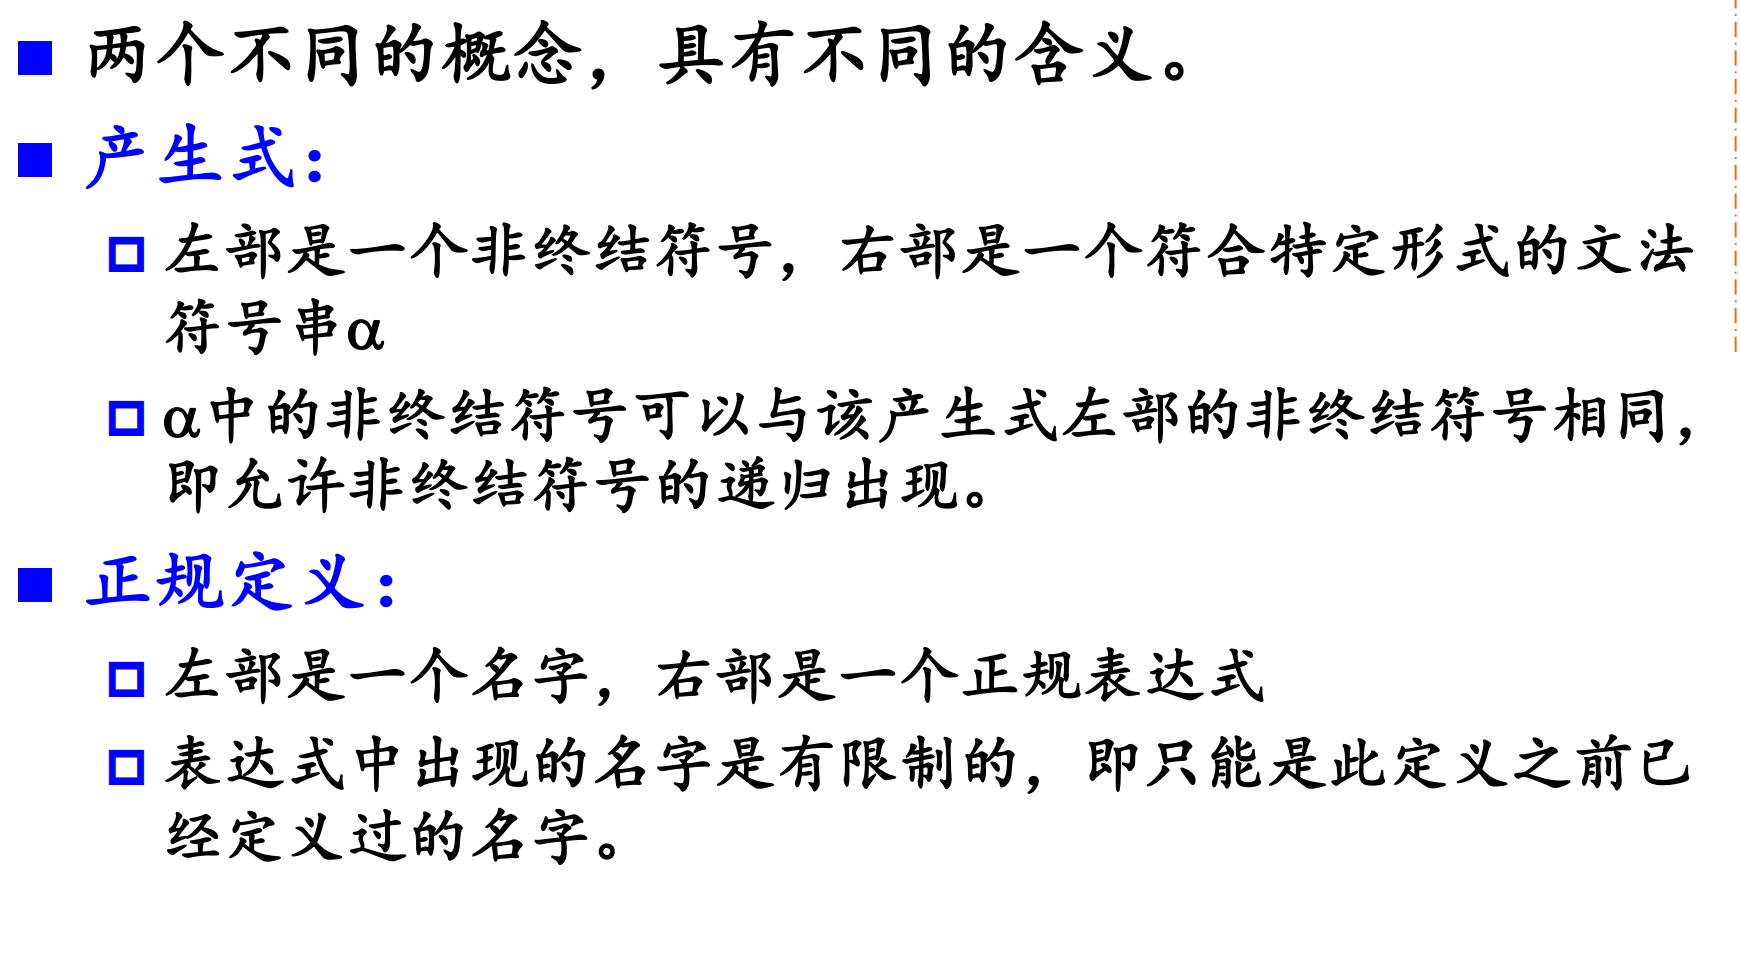 两个不同的概念，具有不同的含义。
产生式：
左部是一个非终结符号，右部是一个符合特定形式的文法
符号串α
α中的非终结符号可以与该产生式左部的非终结符号相同，
即允许非终结符号的递归出现。
正规定义：
左部是一个名字，右部是一个正规表达式
表达式中出现的名字是有限制的，即只能是此定义之前已
经定义过的名字。